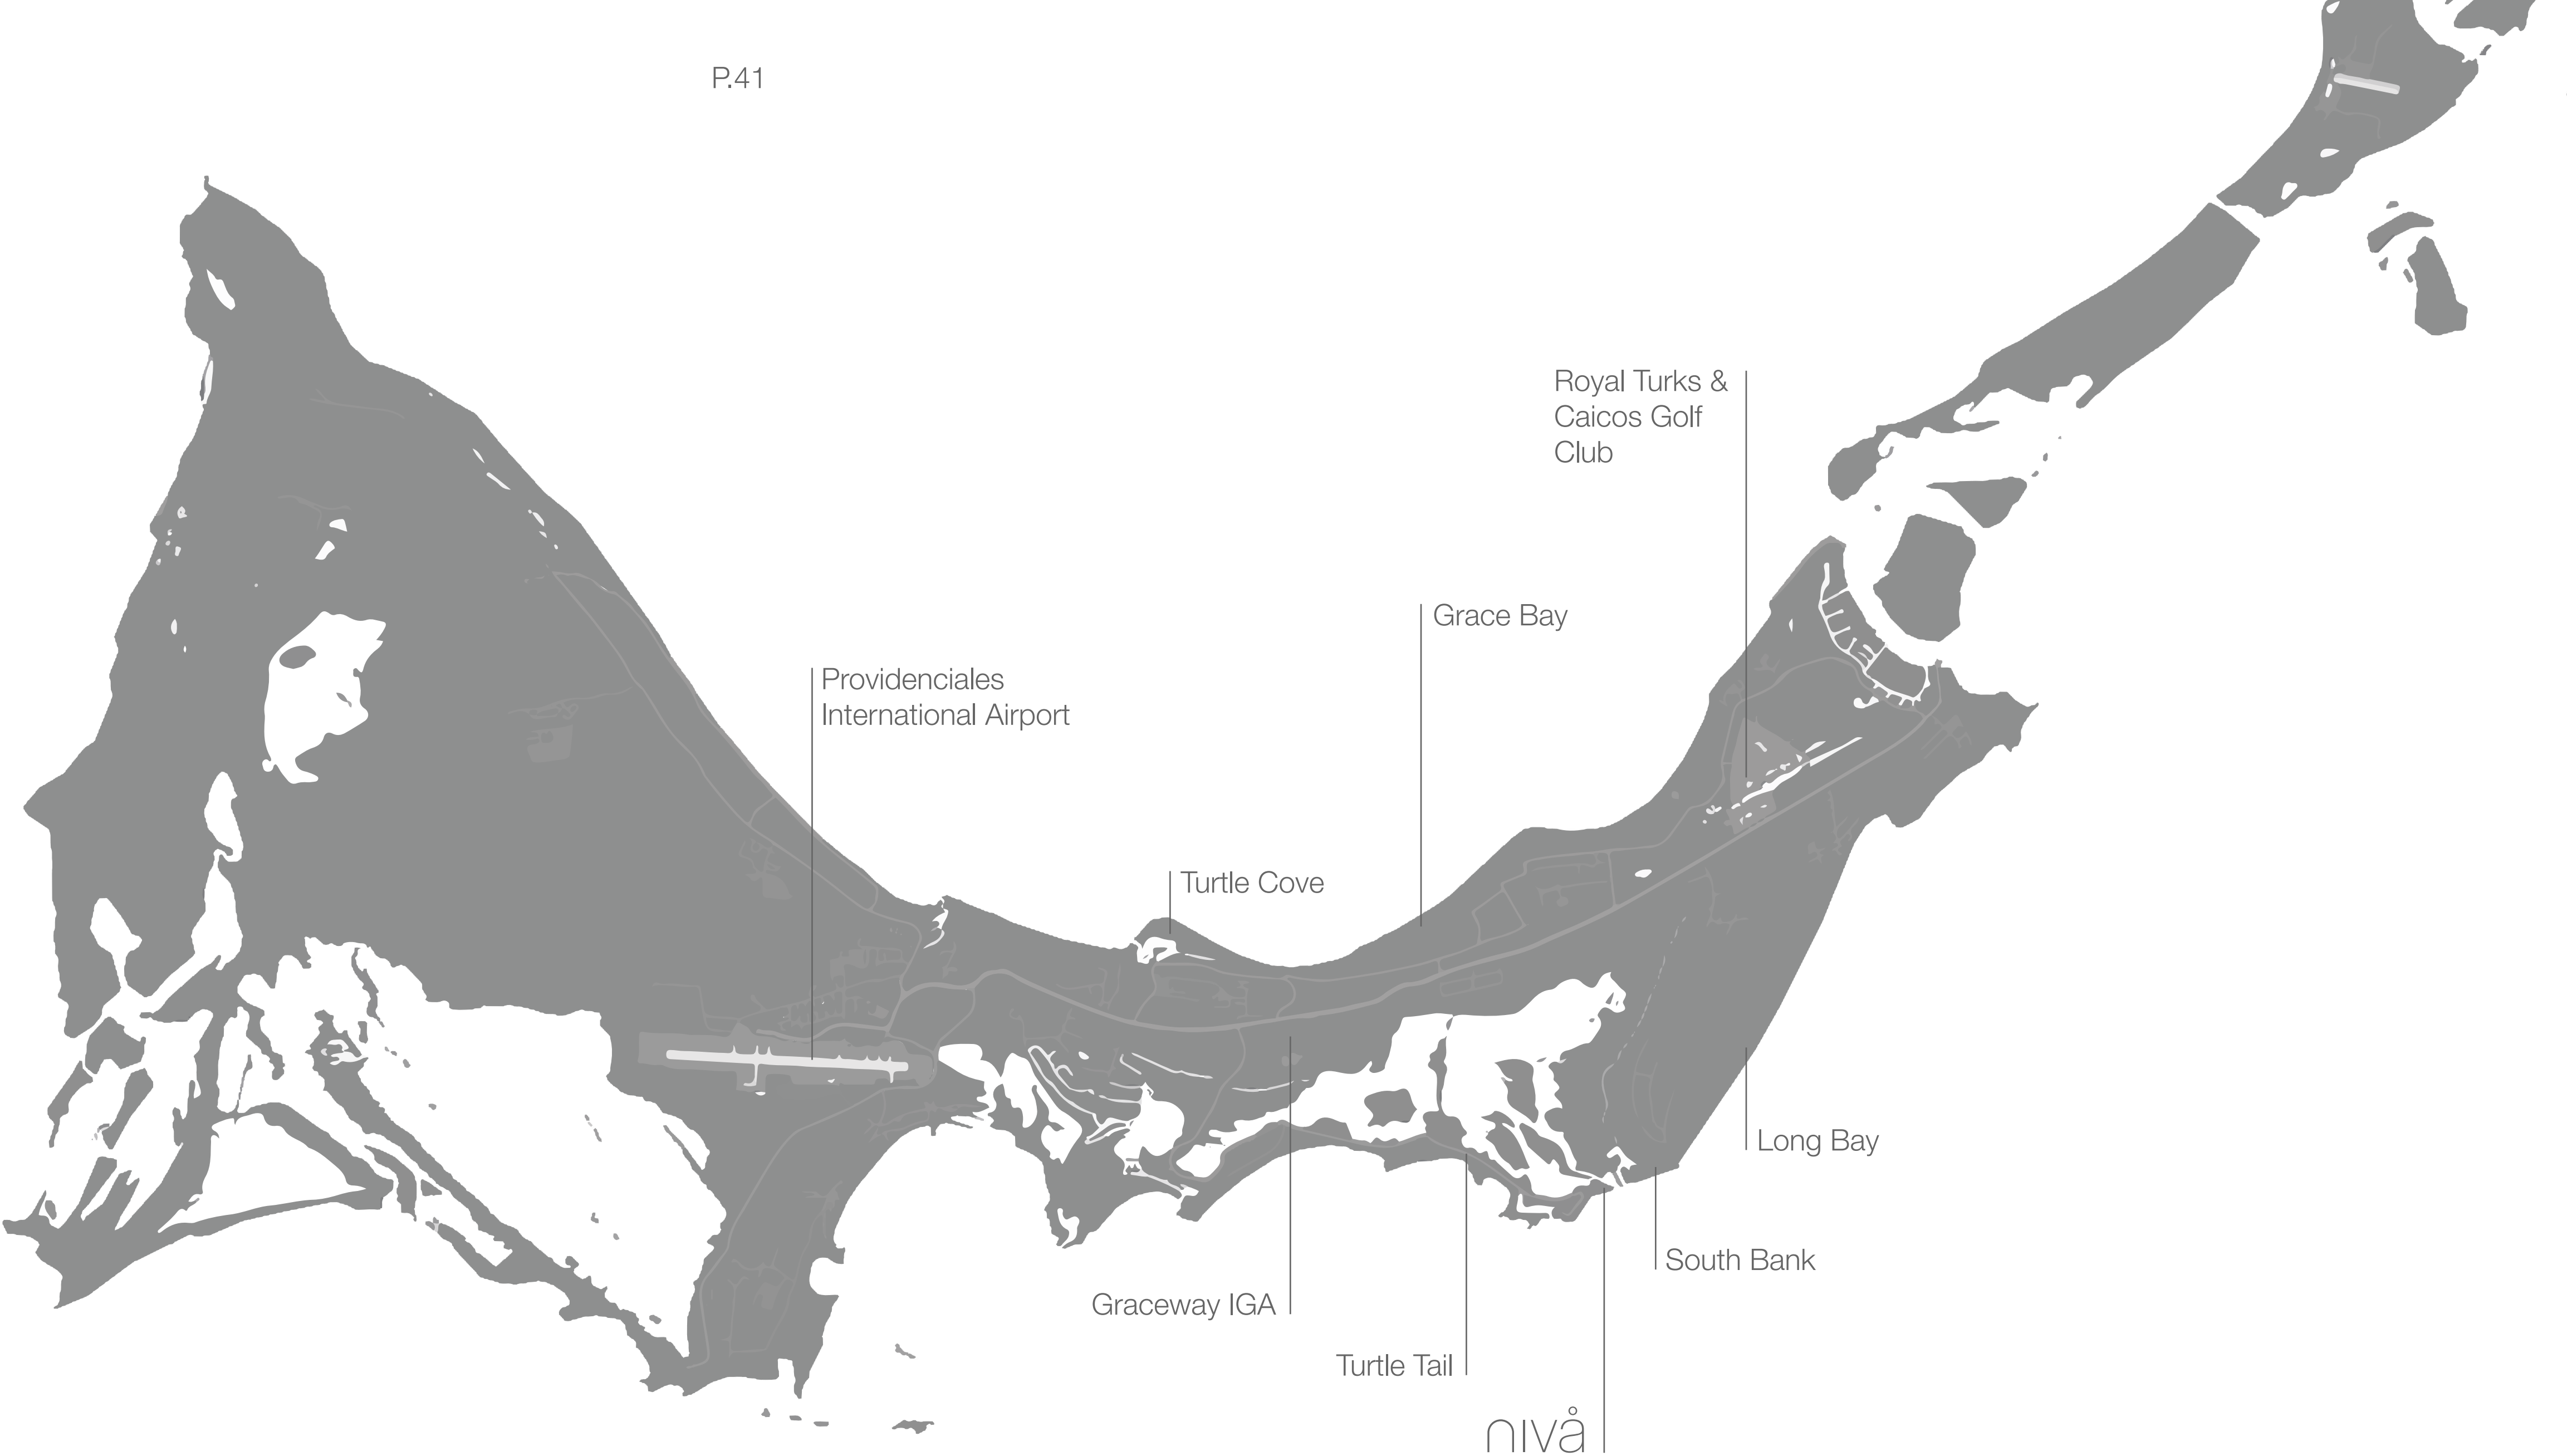 P.41
Royal Turks &
Caicos Golf
Club
Grace Bay
Providenciales
International Airport
Turtle Cove
Long Bay
South Bank
Graceway IGA
Turtle Tail
nivå